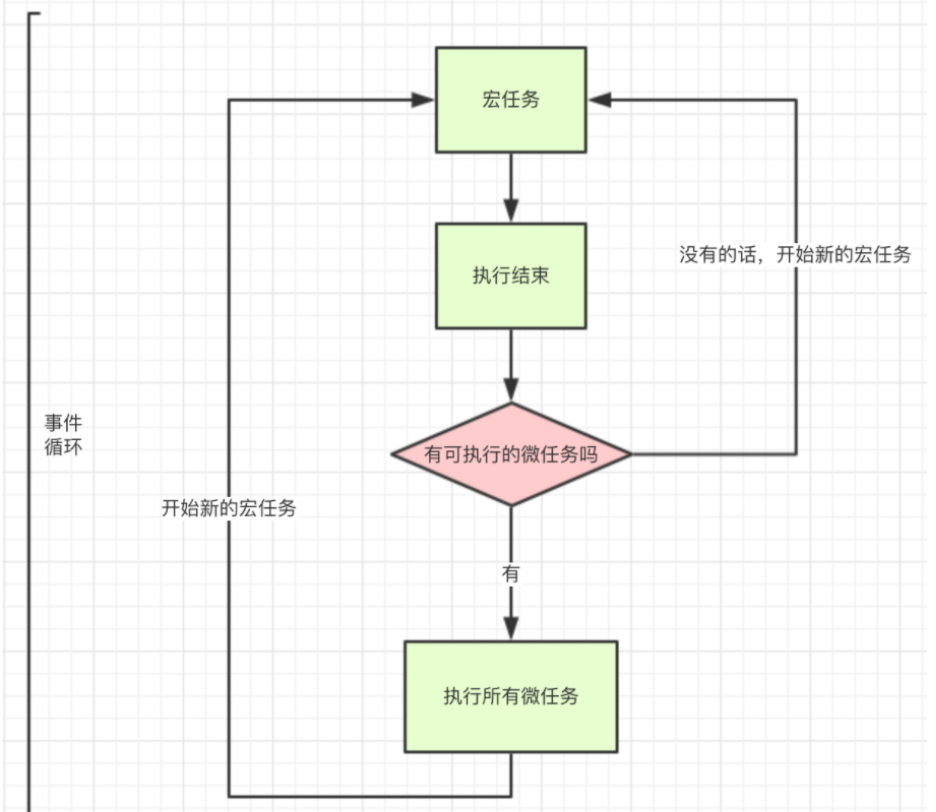 宏任务
执行结束
没有的话，开始新的宏任务
事件
循环
有可执行的微任务吗
开始新的宏任务
有
执行所有微任务